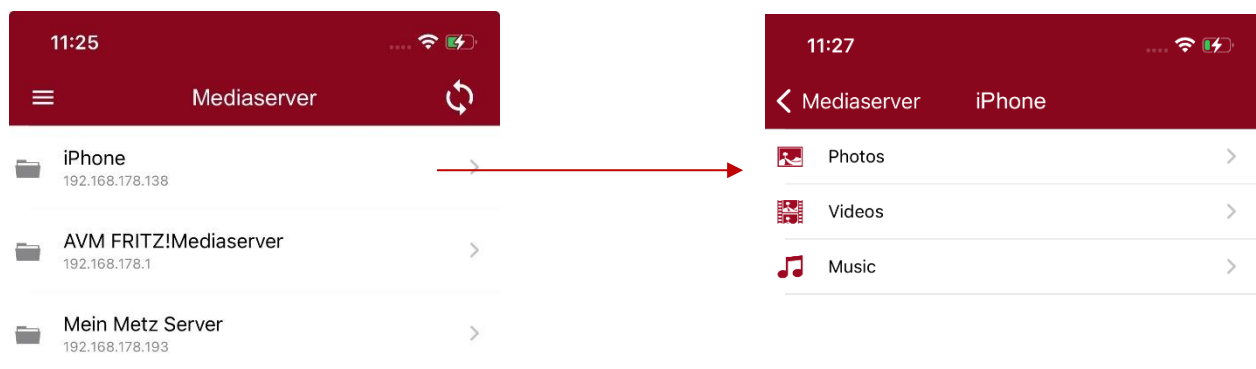 11:25
Mediaserver
iPhone
192.168.178.138
AVM FRITZ!Mediaserver
192.168.178.1
Mein Metz Server
192.168.178.193
11:27
Mediaserver iPhone
Photos
Videos
Music